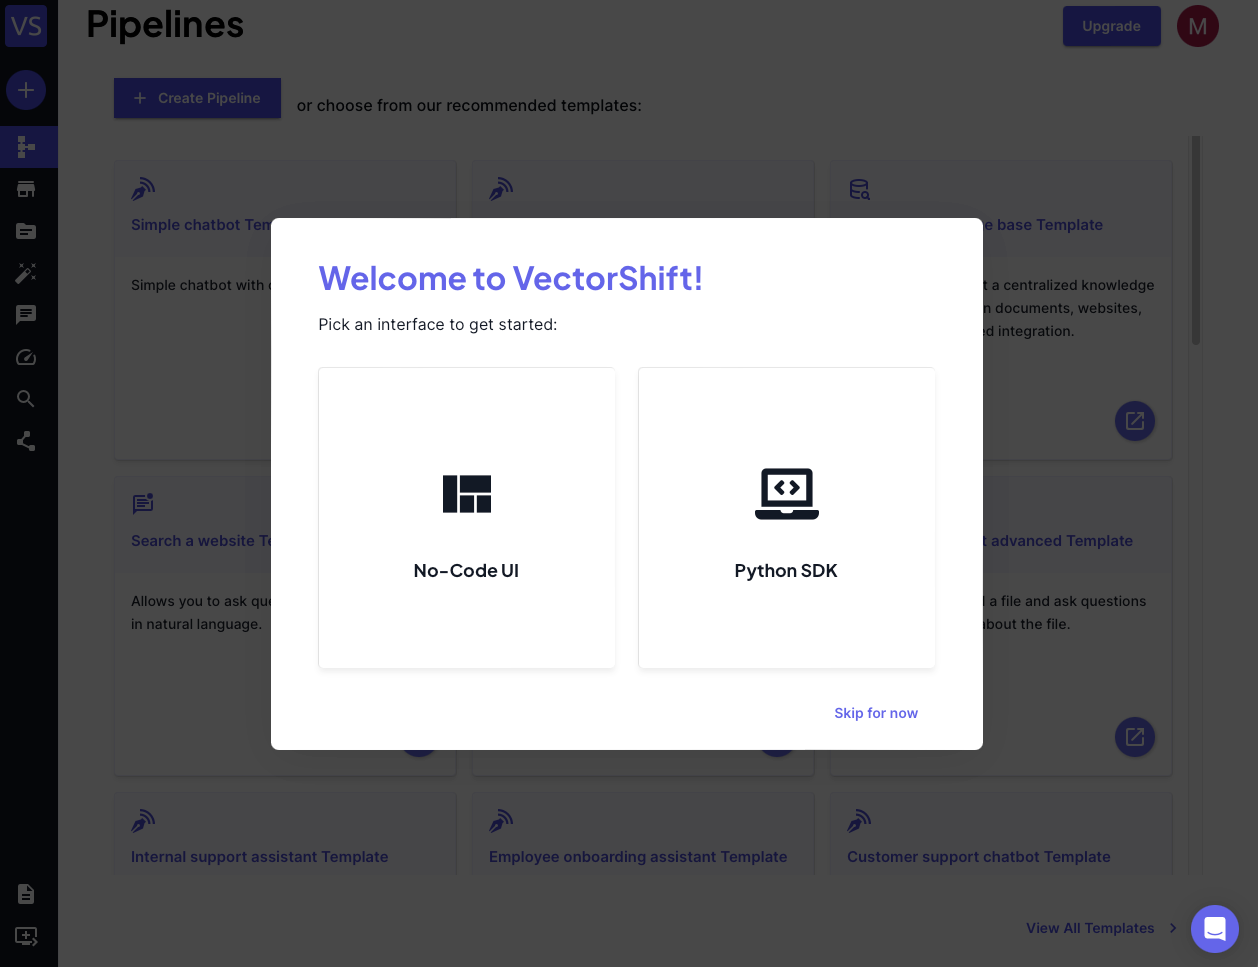 VS
Pipelines
Upgrade
M
Create Pipeline
or choose from our recommended templates:
Simple chatbot
e base Template
Simple chatbot with
t a centralized knowledge
n documents, websites,
ed integration.
Welcome to VectorShift!
Pick an interface to get started:
No-Code UI
Python SDK
Skip for now
Search a website
t advanced Template
Allows you to ask
in natural language.
a file and ask questions
about the file.
Internal support assistant Template
Employee onboarding assistant Template
Customer support chatbot Template
View All Templates